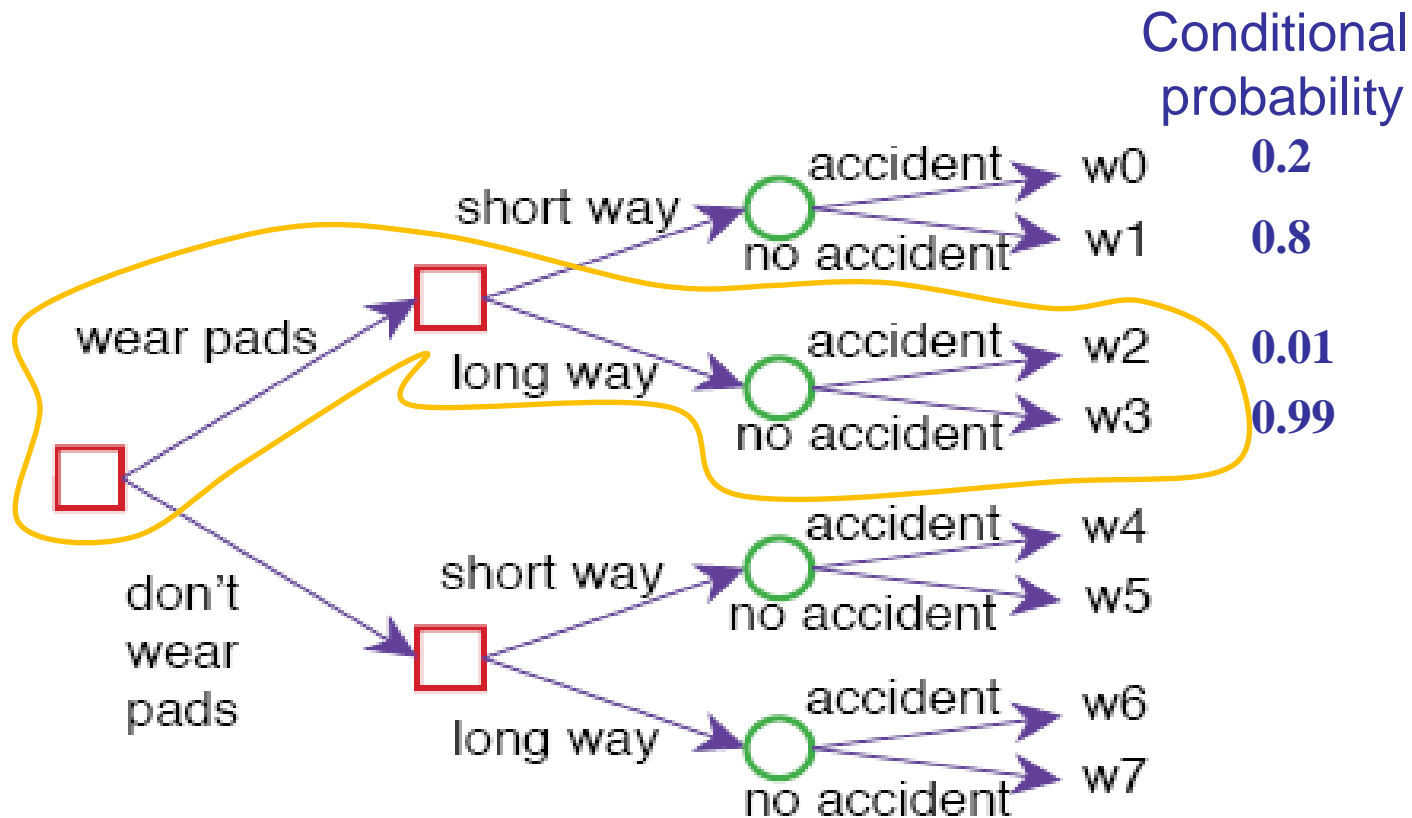 Conditional
probability
accident w0 0.2
short way
no accident w1 0.8
wear pads
accident w2 0.01
long way
no accident w3 0.99
accident w4
short way
no accident w5
don't
wear
pads
accident w6
long way
no accident w7